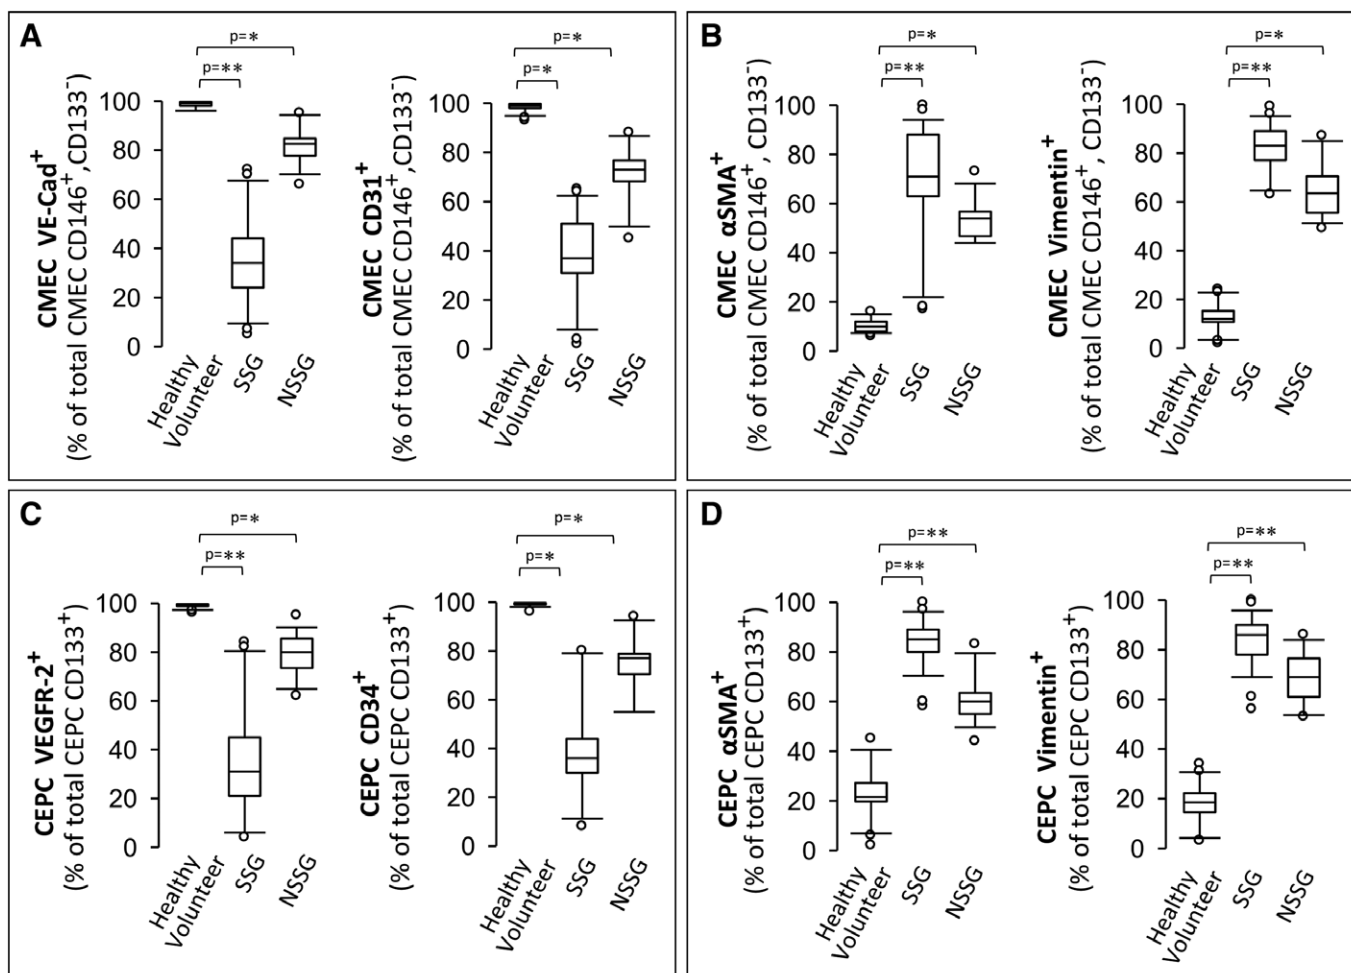 A
CMEC VE-Cad⁺
(% of total CMEC CD146⁺,CD133⁻)
p=*
p=**
100
80
60
40
20
0
Healthy
Volunteer
SSG
NSSG
CMEC CD31⁺
(% of total CMEC CD146⁺,CD133⁻)
p=*
p=*
100
80
60
40
20
0
Healthy
Volunteer
SSG
NSSG
B
CMEC αSMA⁺
(% of total CMEC CD146⁺, CD133⁻)
p=*
p=**
100
80
60
40
20
0
Healthy
Volunteer
SSG
NSSG
CMEC Vimentin⁺
(% of total CMEC CD146⁺, CD133⁻)
p=*
p=**
100
80
60
40
20
0
Healthy
Volunteer
SSG
NSSG
C
CEPC VEGFR-2⁺
(% of total CEPC CD133⁺)
p=*
p=**
100
80
60
40
20
0
Healthy
Volunteer
SSG
NSSG
CEPC CD34⁺
(% of total CEPC CD133⁺)
p=*
p=*
100
80
60
40
20
0
Healthy
Volunteer
SSG
NSSG
D
CEPC αSMA⁺
(% of total CEPC CD133⁺)
p=**
p=**
100
80
60
40
20
0
Healthy
Volunteer
SSG
NSSG
CEPC Vimentin⁺
(% of total CEPC CD133⁺)
p=**
p=**
100
80
60
40
20
0
Healthy
Volunteer
SSG
NSSG